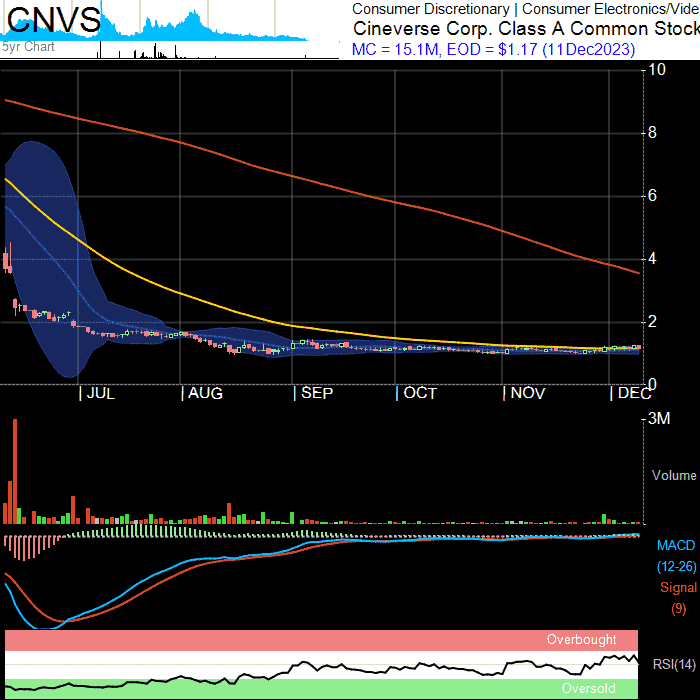 CNVS
5yr Chart
Consumer Discretionary | Consumer Electronics/Vide
Cineverse Corp. Class A Common Stock
MC = 15.1M, EOD = $1.17 (11Dec2023)
10
8
6
4
2
0
| JUL | AUG | SEP | OCT | NOV | DEC
3M
Volume
MACD
(12-26)
Signal
(9)
Overbought
RSI(14)
Oversold